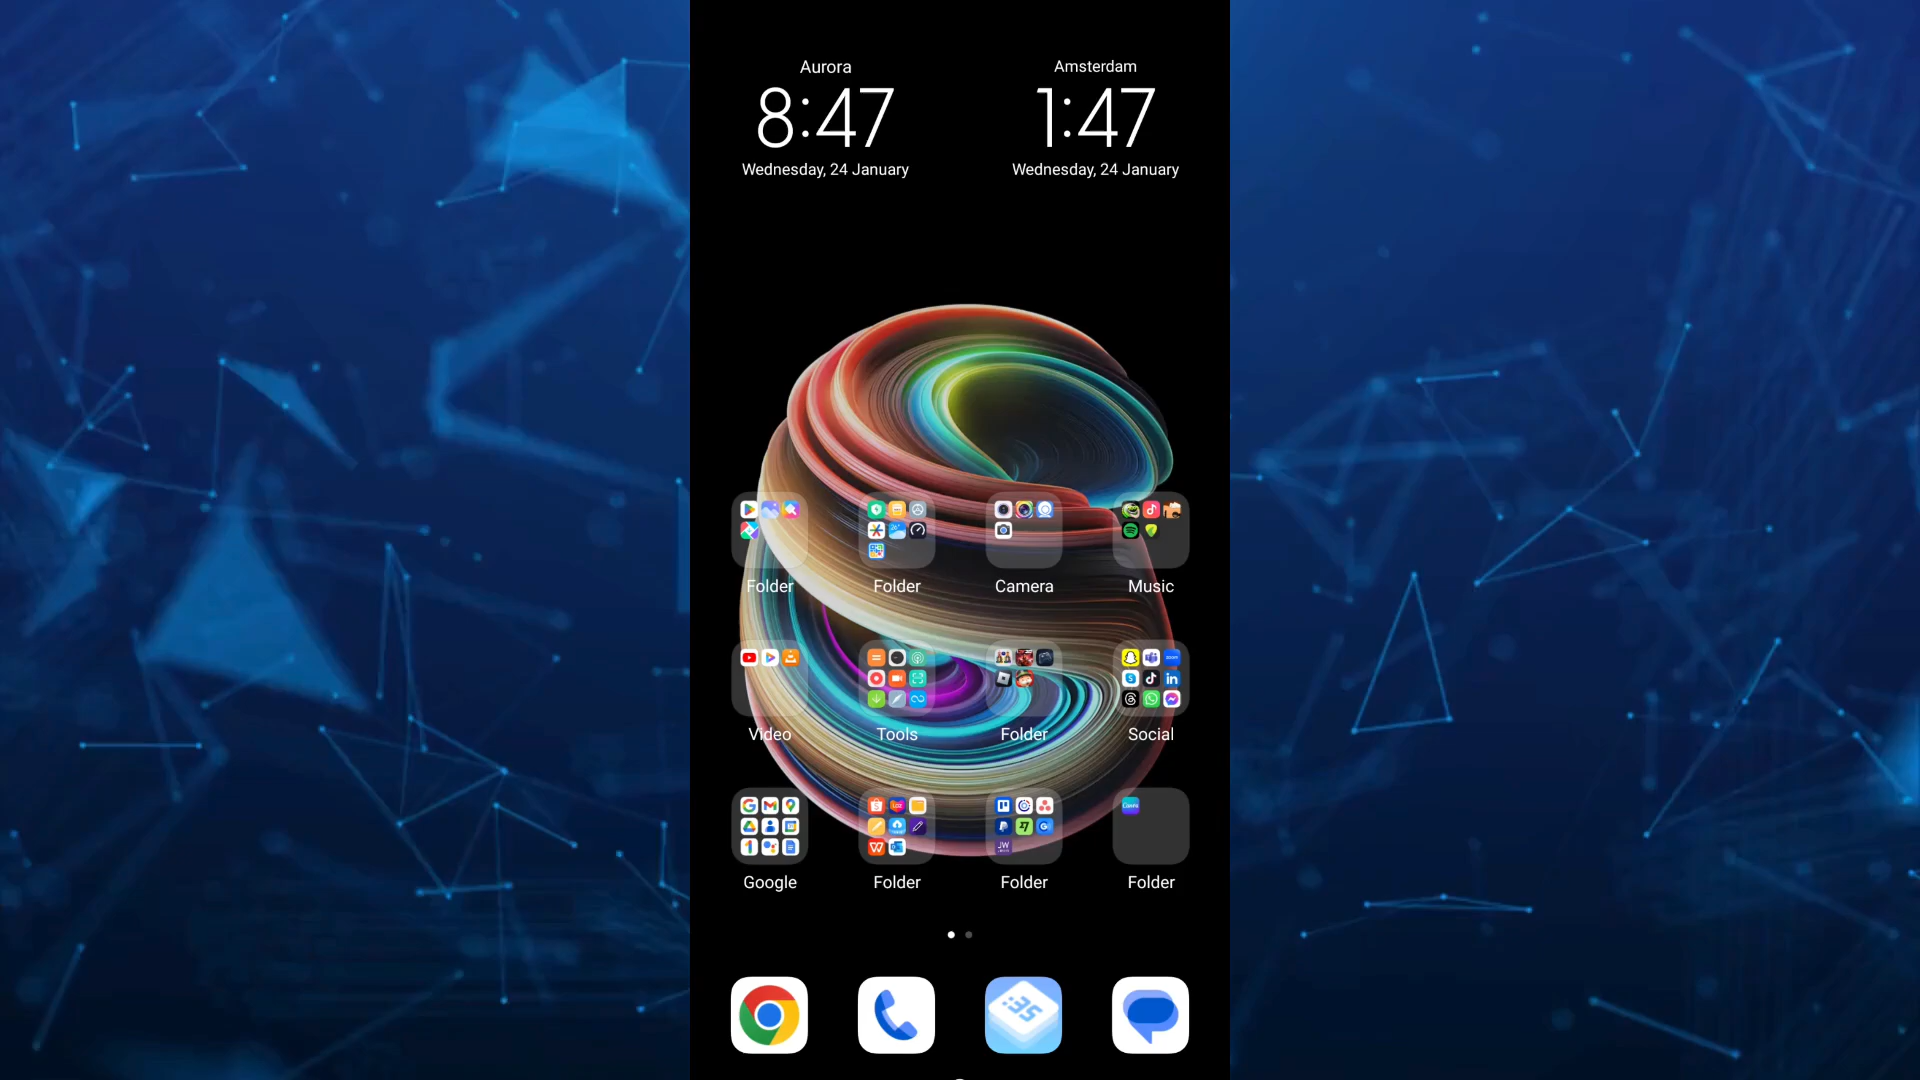 Aurora
8:47
Wednesday, 24 January
Amsterdam
1:47
Wednesday, 24 January
Folder
Folder
Camera
Music
Video
Tools
Folder
Social
Google
Folder
Folder
Folder
:35